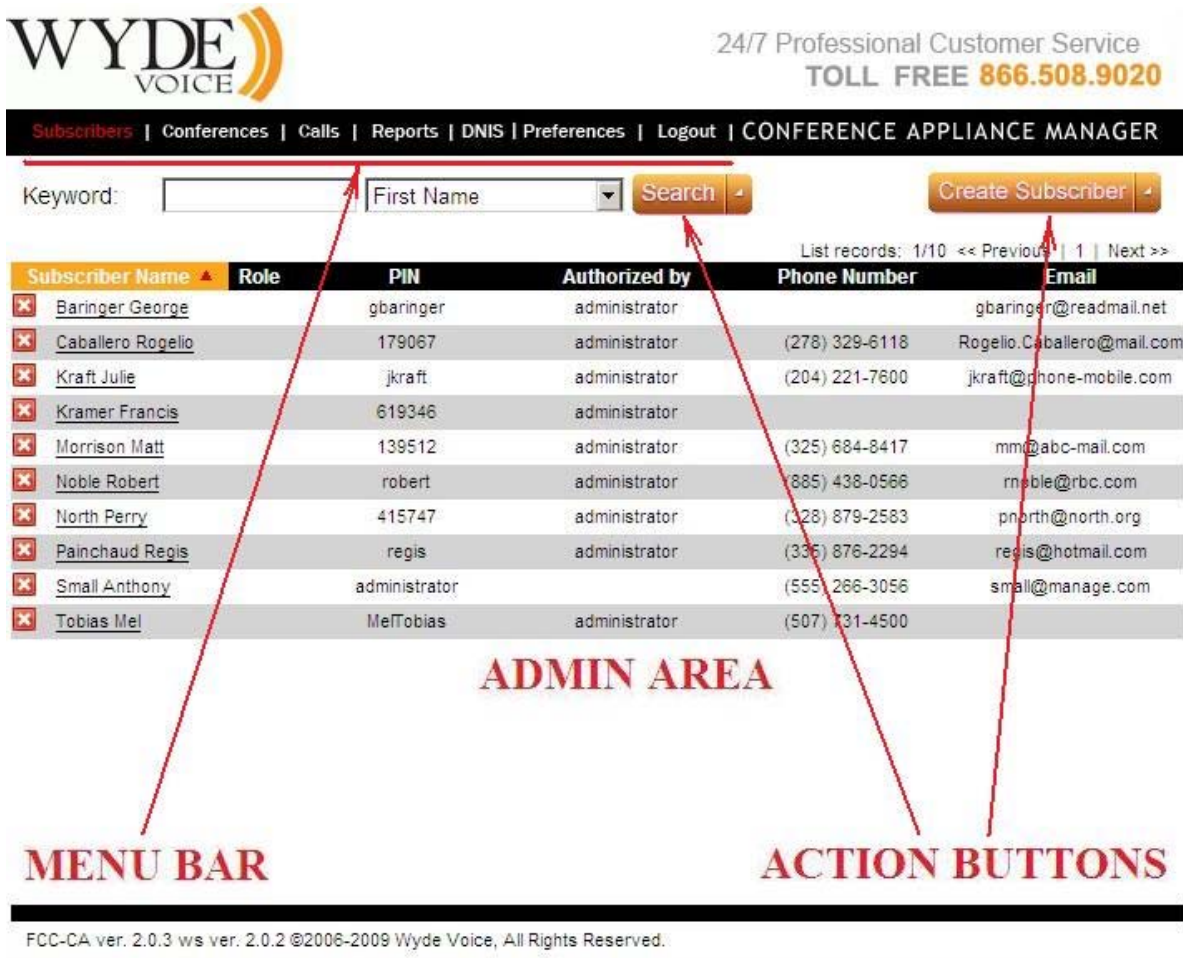 WYDE
VOICE
24/7 Professional Customer Service
TOLL FREE 866.508.9020
Subscribers | Conferences | Calls | Reports | DNIS | Preferences | Logout | CONFERENCE APPLIANCE MANAGER
Keyword: First Name Search Create Subscriber
List records: 1/10 << Previous | 1 | Next >>
Subscriber Name Role PIN Authorized by Phone Number Email
Baringer George gbaringer administrator gbaringer@readmail.net
Caballero Rogelio 179067 administrator (278) 329-6118 Rogelio.Caballero@mail.com
Kraft Julie jkraft administrator (204) 221-7600 jkraft@phone-mobile.com
Kramer Francis 619346 administrator
Morrison Matt 139512 administrator (325) 684-8417 mm@abc-mail.com
Noble Robert robert administrator (885) 438-0566 rnoble@rbc.com
North Perry 415747 administrator (328) 879-2583 pnorth@north.org
Painchaud Regis regis administrator (335) 876-2294 regis@hotmail.com
Small Anthony administrator (555) 266-3056 small@manage.com
Tobias Mel MelTobias administrator (507) 731-4500
ADMIN AREA
MENU BAR ACTION BUTTONS
FCC-CA ver. 2.0.3 ws ver. 2.0.2 ©2006-2009 Wyde Voice, All Rights Reserved.